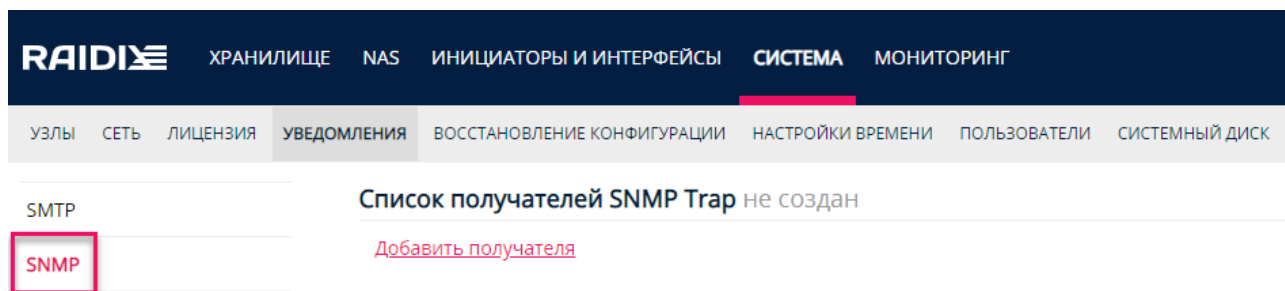 RAIDIX ХРАНИЛИЩЕ NAS ИНИЦИАТОРЫ И ИНТЕРФЕЙСЫ СИСТЕМА МОНИТОРИНГ
УЗЛЫ СЕТЬ ЛИЦЕНЗИЯ УВЕДОМЛЕНИЯ ВОССТАНОВЛЕНИЕ КОНФИГУРАЦИИ НАСТРОЙКИ ВРЕМЕНИ ПОЛЬЗОВАТЕЛИ СИСТЕМНЫЙ ДИСК
SMTP
SNMP
Список получателей SNMP Trap не создан
Добавить получателя